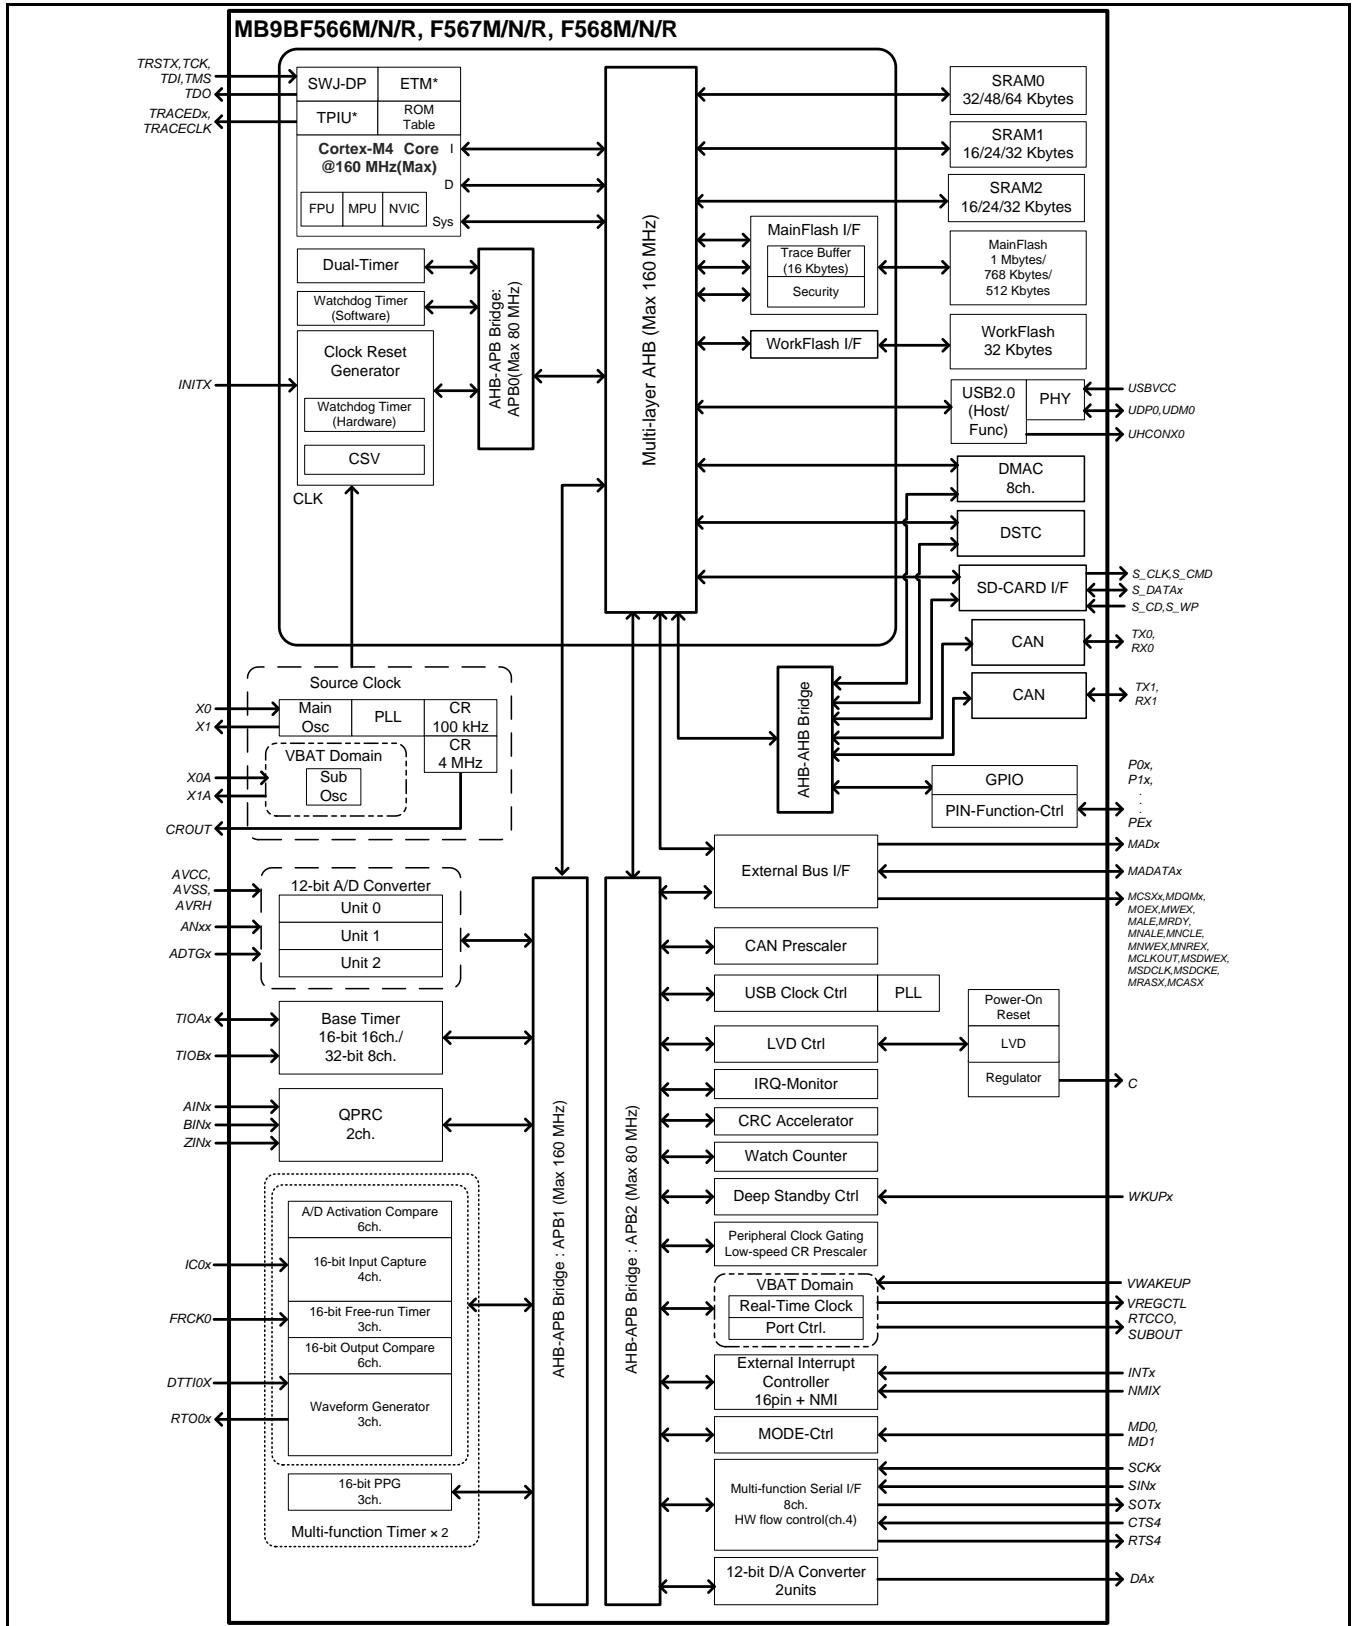 MB9BF566M/N/R, F567M/N/R, F568M/N/R
TRSTX,TCK,
TDI,TMS
TDO
TRACEDx,
TRACECLK
SWJ-DP
ETM*
TPIU*
ROM
Table
Cortex-M4 Core
@160 MHz(Max)
I
D
Sys
FPU
MPU
NVIC
Dual-Timer
Watchdog Timer
(Software)
Clock Reset
Generator
Watchdog Timer
(Hardware)
CSV
CLK
INITX
AHB-APB Bridge:
APB0(Max 80 MHz)
Multi-layer AHB (Max 160 MHz)
MainFlash I/F
Trace Buffer
(16 Kbytes)
Security
WorkFlash I/F
SRAM0
32/48/64 Kbytes
SRAM1
16/24/32 Kbytes
SRAM2
16/24/32 Kbytes
MainFlash
1 Mbytes/
768 Kbytes/
512 Kbytes
WorkFlash
32 Kbytes
USB2.0
(Host/
Func)
PHY
USBVCC
UDP0,UDM0
UHCONX0
DMAC
8ch.
DSTC
SD-CARD I/F
S_CLK,S_CMD
S_DATAx
S_CD,S_WP
CAN
TX0,
RX0
CAN
TX1,
RX1
AHB-AHB Bridge
GPIO
PIN-Function-Ctrl
P0x,
P1x,
.
.
PEx
Source Clock
X0
X1
Main
Osc
PLL
CR
100 kHz
CR
4 MHz
VBAT Domain
Sub
Osc
X0A
X1A
CROUT
AVCC,
AVSS,
AVRH
ANxx
ADTGx
12-bit A/D Converter
Unit 0
Unit 1
Unit 2
TIOAx
TIOBx
Base Timer
16-bit 16ch./
32-bit 8ch.
AINx
BINx
ZINx
QPRC
2ch.
A/D Activation Compare
6ch.
IC0x
16-bit Input Capture
4ch.
FRCK0
16-bit Free-run Timer
3ch.
16-bit Output Compare
6ch.
DTTI0X
RTO0x
Waveform Generator
3ch.
16-bit PPG
3ch.
Multi-function Timer × 2
AHB-APB Bridge : APB1 (Max 160 MHz)
AHB-APB Bridge : APB2 (Max 80 MHz)
External Bus I/F
MADx
MADATAx
MCSXx,MDQMx,
MOEX,MWEX,
MALE,MRDY,
MNALE,MNCLE,
MNWEX,MNREX,
MCLKOUT,MSDWEX,
MSDCLK,MSDCKE,
MRASX,MCASX
CAN Prescaler
USB Clock Ctrl
PLL
LVD Ctrl
Power-On
Reset
LVD
Regulator
C
IRQ-Monitor
CRC Accelerator
Watch Counter
Deep Standby Ctrl
WKUPx
Peripheral Clock Gating
Low-speed CR Prescaler
VBAT Domain
Real-Time Clock
Port Ctrl.
VWAKEUP
VREGCTL
RTCCO,
SUBOUT
External Interrupt
Controller
16pin + NMI
INTx
NMIX
MODE-Ctrl
MD0,
MD1
Multi-function Serial I/F
8ch.
HW flow control(ch.4)
SCKx
SINx
SOTx
CTS4
RTS4
12-bit D/A Converter
2units
DAx